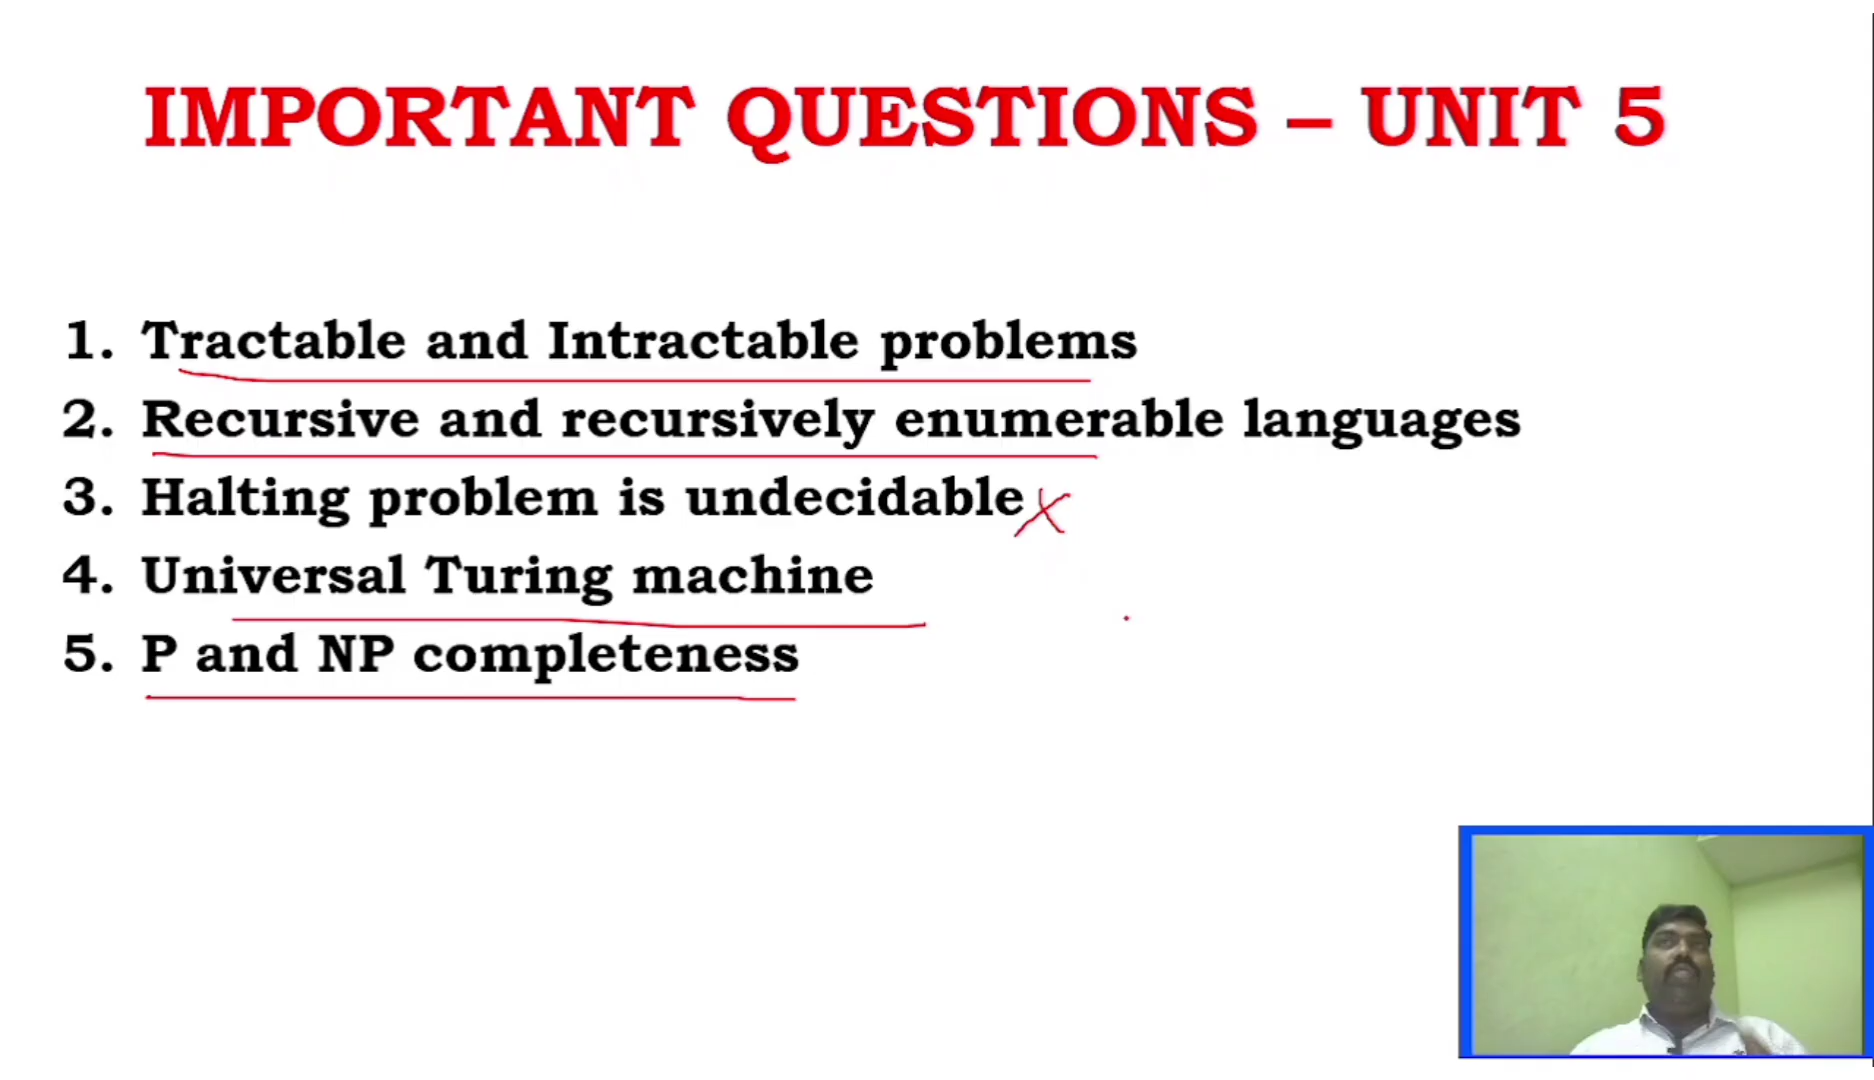 IMPORTANT QUESTIONS – UNIT 5
1. Tractable and Intractable problems
2. Recursive and recursively enumerable languages
3. Halting problem is undecidable
4. Universal Turing machine
5. P and NP completeness